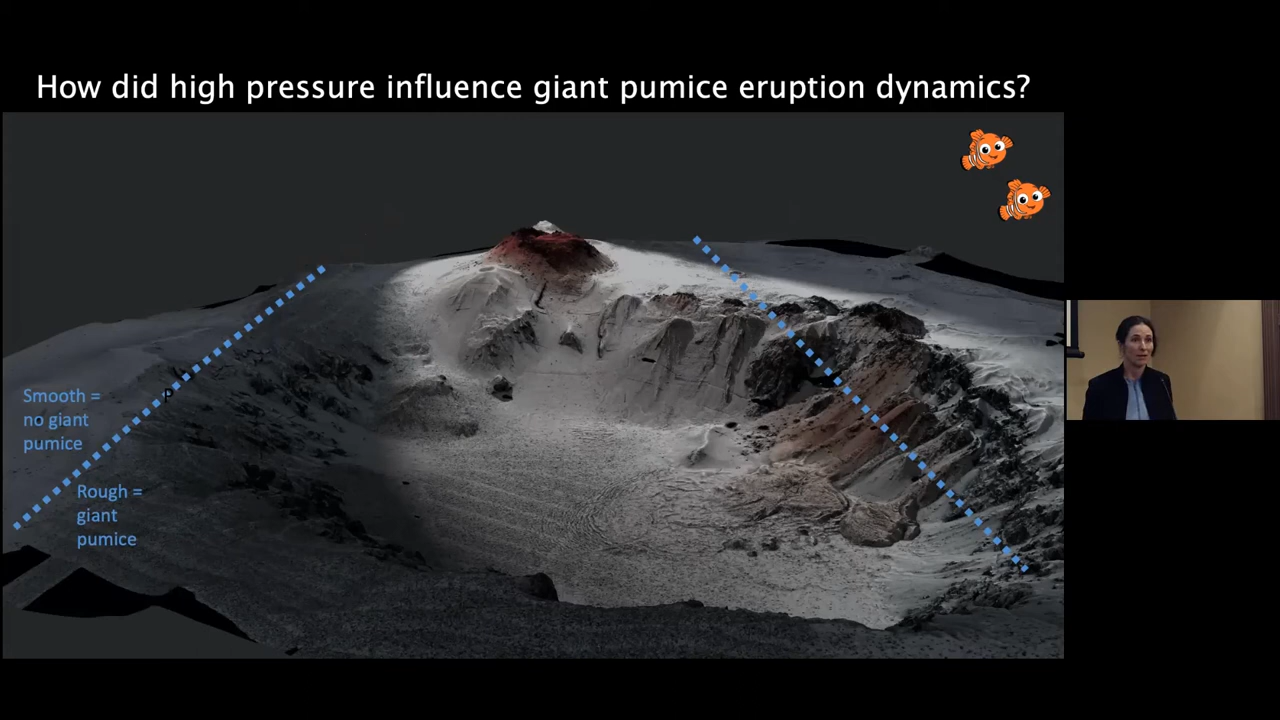 How did high pressure influence giant pumice eruption dynamics?
Smooth =
no giant
pumice
Rough =
giant
pumice